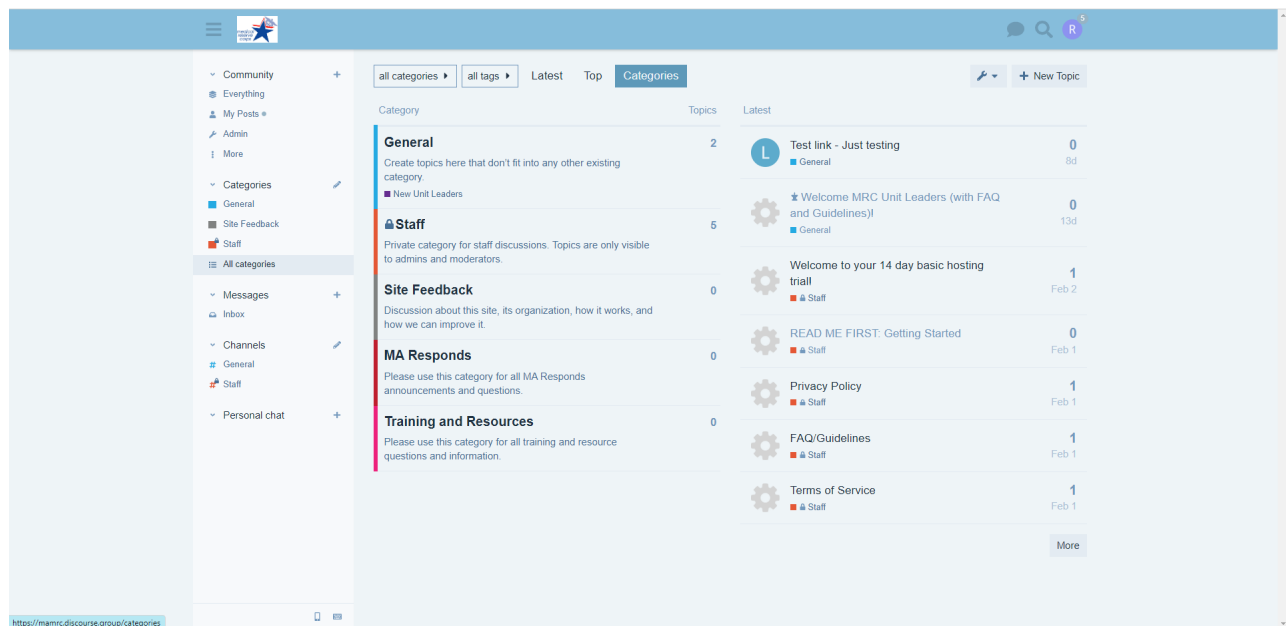 medical
reserve
corps
R
5
Community
Everything
My Posts
Admin
More
Categories
General
Site Feedback
Staff
All categories
Messages
Inbox
Channels
General
Staff
Personal chat
all categories
all tags
Latest
Top
Categories
+ New Topic
Category
Topics
General
2
Create topics here that don't fit into any other existing
category.
New Unit Leaders
Staff
5
Private category for staff discussions. Topics are only visible
to admins and moderators.
Site Feedback
0
Discussion about this site, its organization, how it works, and
how we can improve it.
MA Responds
0
Please use this category for all MA Responds
announcements and questions.
Training and Resources
0
Please use this category for all training and resource
questions and information.
Latest
L
Test link - Just testing
0
General
8d
Welcome MRC Unit Leaders (with FAQ
and Guidelines)!
0
General
13d
Welcome to your 14 day basic hosting
trial!
1
Staff
Feb 2
READ ME FIRST: Getting Started
0
Staff
Feb 1
Privacy Policy
1
Staff
Feb 1
FAQ/Guidelines
1
Staff
Feb 1
Terms of Service
1
Staff
Feb 1
More
https://mamrc.discourse.group/categories